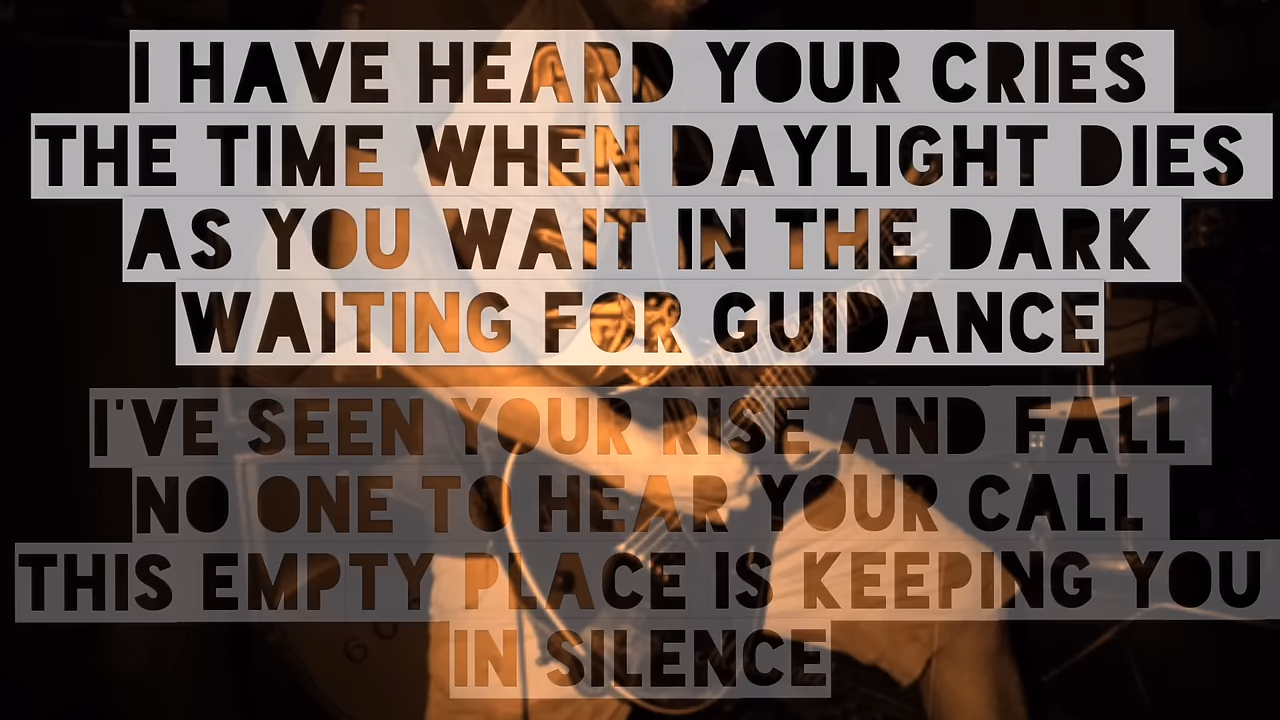 I HAVE HEARD YOUR CRIES
THE TIME WHEN DAYLIGHT DIES
AS YOU WAIT IN THE DARK
WAITING FOR GUIDANCE
I'VE SEEN YOUR RISE AND FALL
NO ONE TO HEAR YOUR CALL
THIS EMPTY PLACE IS KEEPING YOU
IN SILENCE